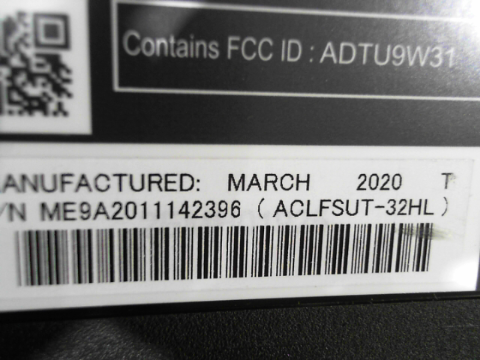 Contains FCC ID : ADTU9W31
ANUFACTURED: MARCH 2020 T
/N ME9A2011142396 ( ACLFSUT-32HL )